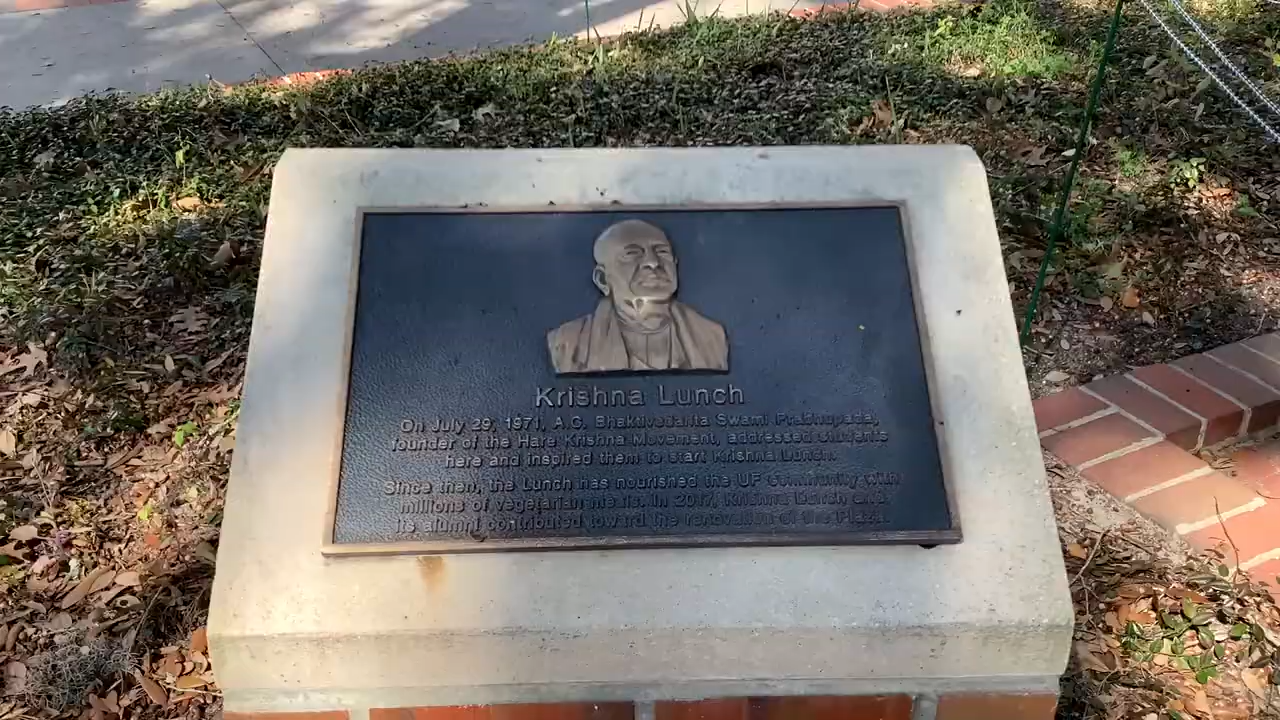 Krishna Lunch
On July 29, 1971, A.C. Bhaktivedanta Swami Prabhupada,
founder of the Hare Krishna Movement, addressed students
here and inspired them to start Krishna Lunch.
Since then, the Lunch has nourished the UF community with
millions of vegetarian meals. In 2017, Krishna Lunch and
its alumni contributed toward the renovation of the Plaza.